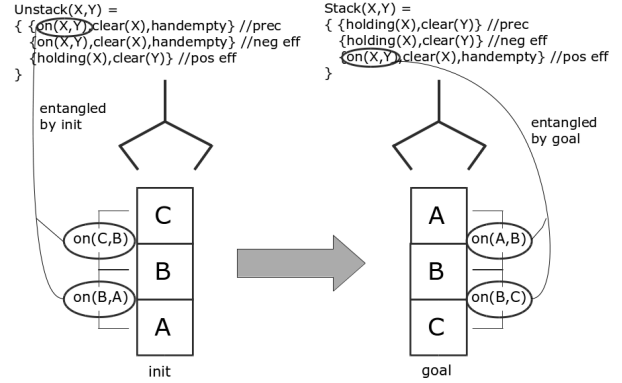 Unstack(X,Y) =
{ {on(X,Y),clear(X),handempty} //prec
{on(X,Y),clear(X),handempty} //neg eff
{holding(X),clear(Y)} //pos eff
}
entangled
by init
C
on(C,B)
B
on(B,A)
A
init
Stack(X,Y) =
{ {holding(X),clear(Y)} //prec
{holding(X),clear(Y)} //neg eff
{on(X,Y),clear(X),handempty} //pos eff
}
entangled
by goal
A
on(A,B)
B
on(B,C)
C
goal